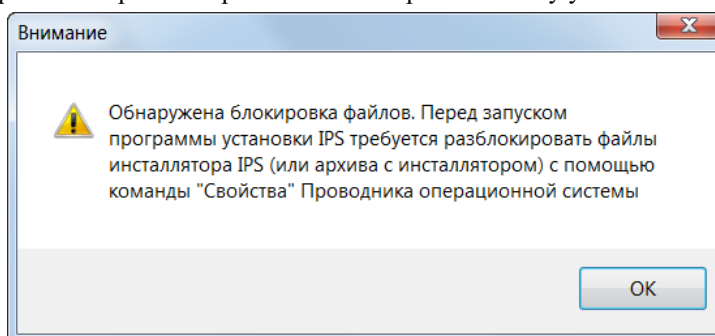 Внимание
Обнаружена блокировка файлов. Перед запуском
программы установки IPS требуется разблокировать файлы
инсталлятора IPS (или архива с инсталлятором) с помощью
команды "Свойства" Проводника операционной системы
OK